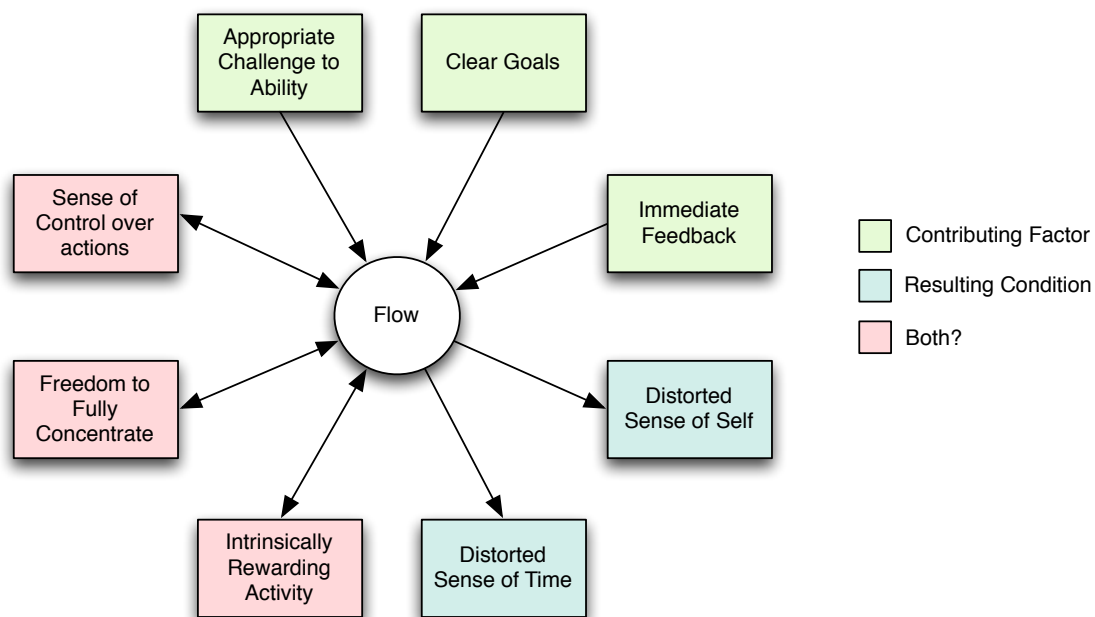 Appropriate
Challenge to
Ability
Clear Goals
Sense of
Control over
actions
Immediate
Feedback
Contributing Factor
Resulting Condition
Both?
Flow
Freedom to
Fully
Concentrate
Distorted
Sense of Self
Intrinsically
Rewarding
Activity
Distorted
Sense of Time